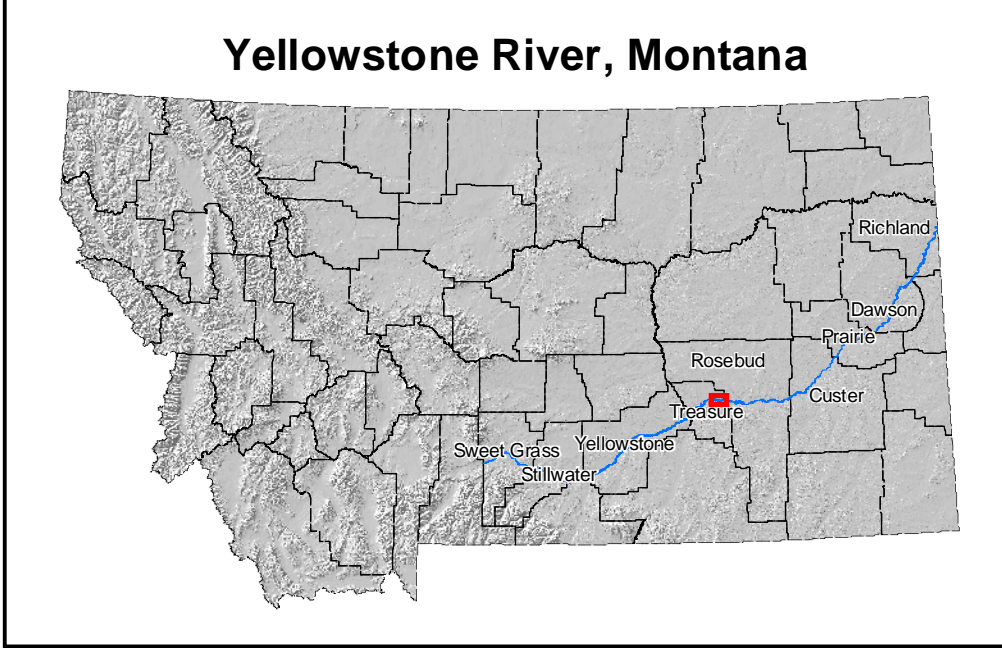 Yellowstone River, Montana
Richland
Dawson
Prairie
Rosebud
Custer
Treasure
Yellowstone
Sweet Grass
Stillwater